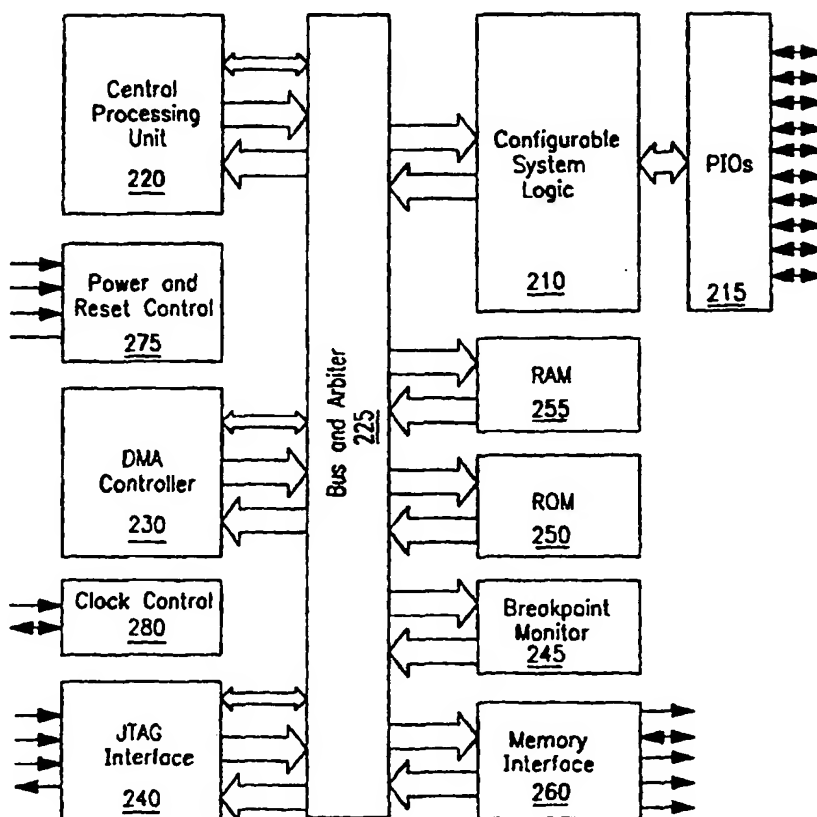 Central
Processing
Unit
220
Configurable
System
Logic
210
PIOs
215
Power and
Reset Control
275
Bus and Arbiter
225
RAM
255
DMA
Controller
230
ROM
250
Clock Control
280
Breakpoint
Monitor
245
JTAG
Interface
240
Memory
Interface
260